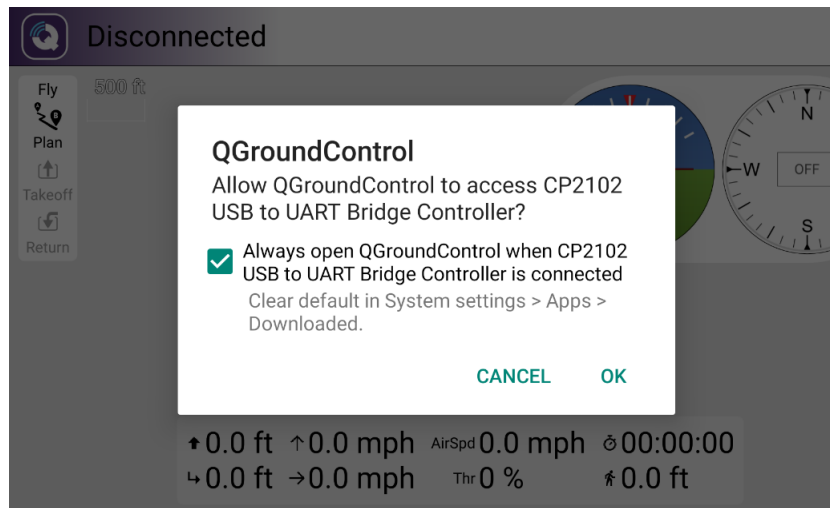 Disconnected
Fly
500 ft
Plan
Takeoff
Return
N
W
OFF
S
QGroundControl
Allow QGroundControl to access CP2102
USB to UART Bridge Controller?
Always open QGroundControl when CP2102
USB to UART Bridge Controller is connected
Clear default in System settings > Apps >
Downloaded.
CANCEL OK
0.0 ft 0.0 mph AirSpd 0.0 mph 00:00:00
0.0 ft 0.0 mph Thr 0 % 0.0 ft